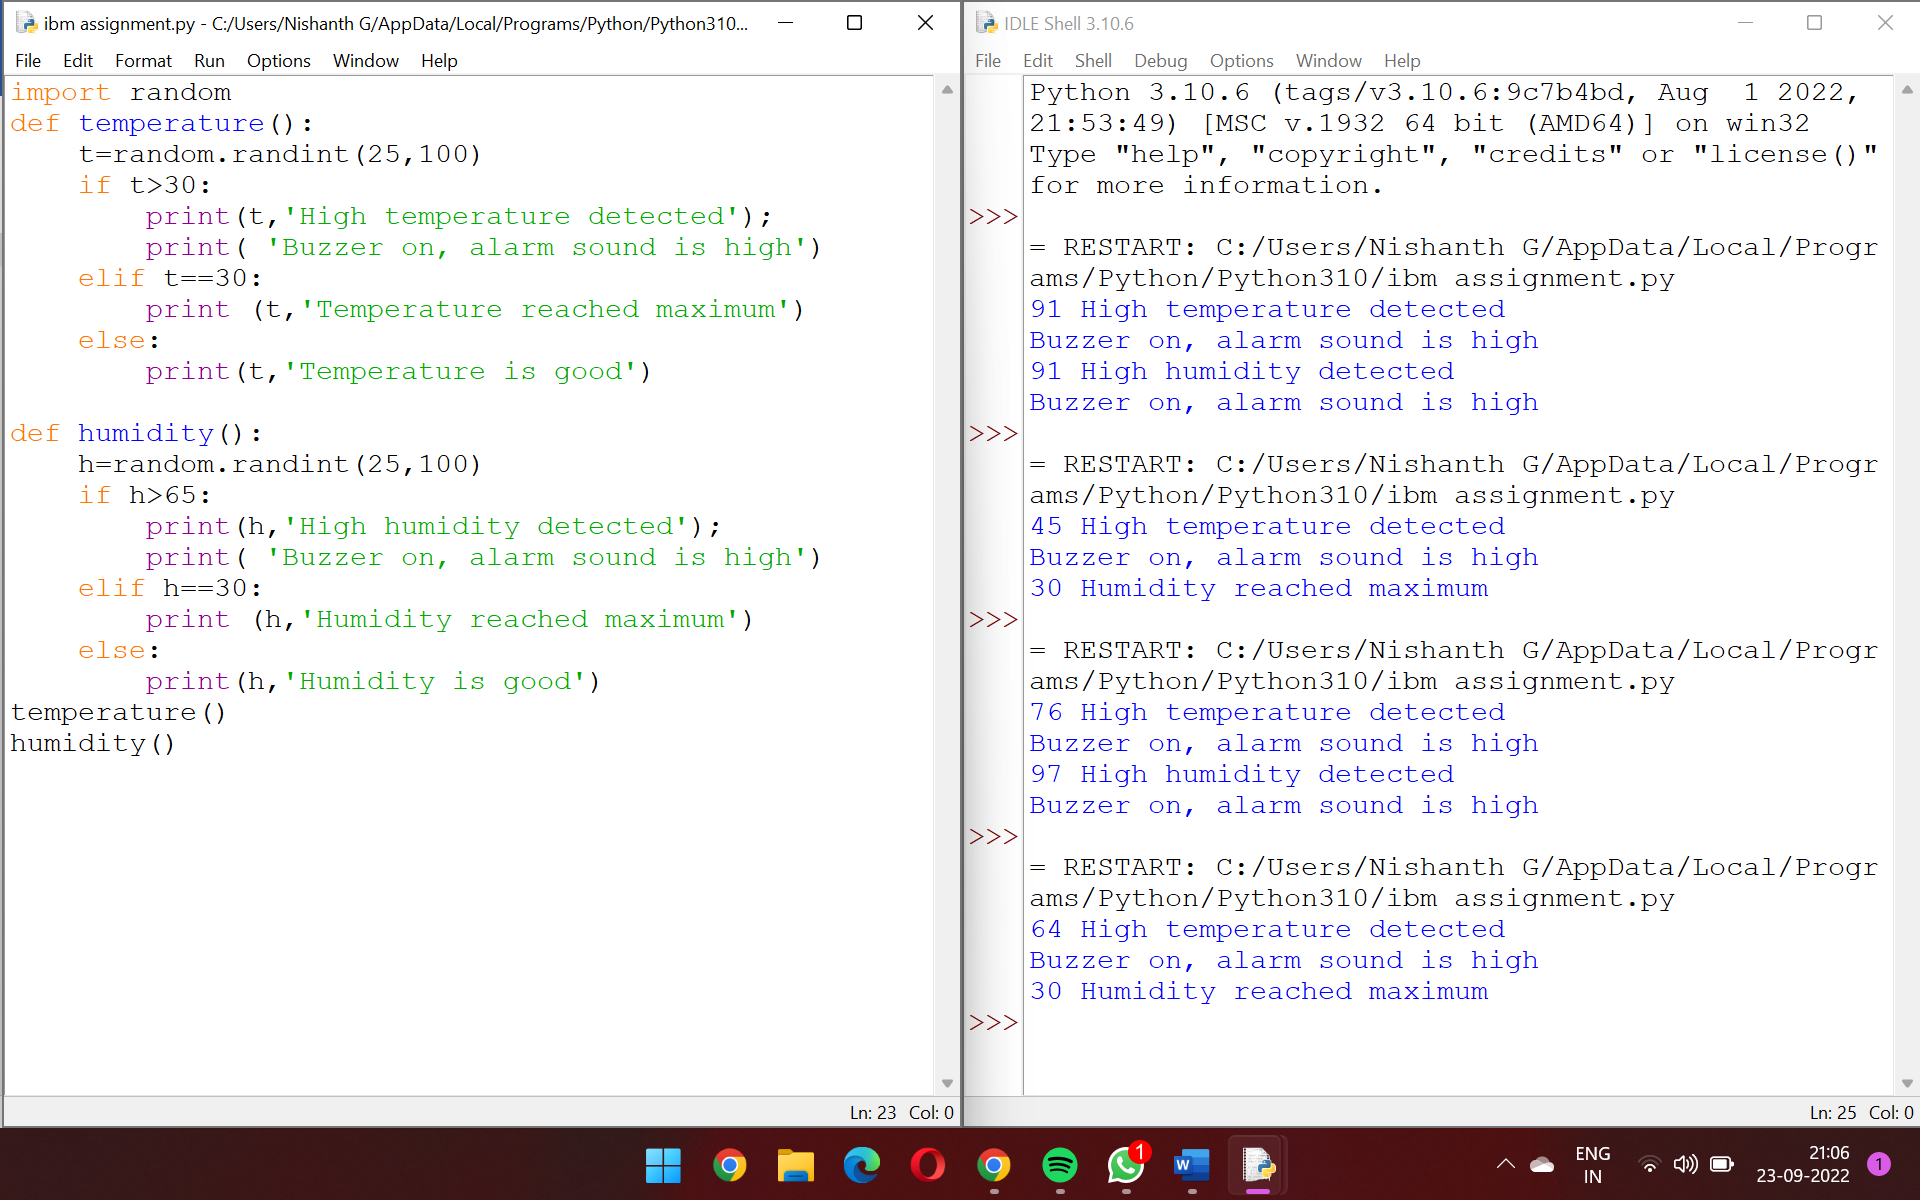 ibm assignment.py - C:/Users/Nishanth G/AppData/Local/Programs/Python/Python310...
File Edit Format Run Options Window Help
import random
def temperature():
    t=random.randint(25,100)
    if t>30:
        print(t,'High temperature detected');
        print( 'Buzzer on, alarm sound is high')
    elif t==30:
        print (t,'Temperature reached maximum')
    else:
        print(t,'Temperature is good')

def humidity():
    h=random.randint(25,100)
    if h>65:
        print(h,'High humidity detected');
        print( 'Buzzer on, alarm sound is high')
    elif h==30:
        print (h,'Humidity reached maximum')
    else:
        print(h,'Humidity is good')
temperature()
humidity()
Ln: 23 Col: 0
IDLE Shell 3.10.6
File Edit Shell Debug Options Window Help
Python 3.10.6 (tags/v3.10.6:9c7b4bd, Aug  1 2022,
21:53:49) [MSC v.1932 64 bit (AMD64)] on win32
Type "help", "copyright", "credits" or "license()"
for more information.
>>>
= RESTART: C:/Users/Nishanth G/AppData/Local/Progr
ams/Python/Python310/ibm assignment.py
91 High temperature detected
Buzzer on, alarm sound is high
91 High humidity detected
Buzzer on, alarm sound is high
>>>
= RESTART: C:/Users/Nishanth G/AppData/Local/Progr
ams/Python/Python310/ibm assignment.py
45 High temperature detected
Buzzer on, alarm sound is high
30 Humidity reached maximum
>>>
= RESTART: C:/Users/Nishanth G/AppData/Local/Progr
ams/Python/Python310/ibm assignment.py
76 High temperature detected
Buzzer on, alarm sound is high
97 High humidity detected
Buzzer on, alarm sound is high
>>>
= RESTART: C:/Users/Nishanth G/AppData/Local/Progr
ams/Python/Python310/ibm assignment.py
64 High temperature detected
Buzzer on, alarm sound is high
30 Humidity reached maximum
>>>
Ln: 25 Col: 0
1
W
ENG
IN
21:06
23-09-2022
1